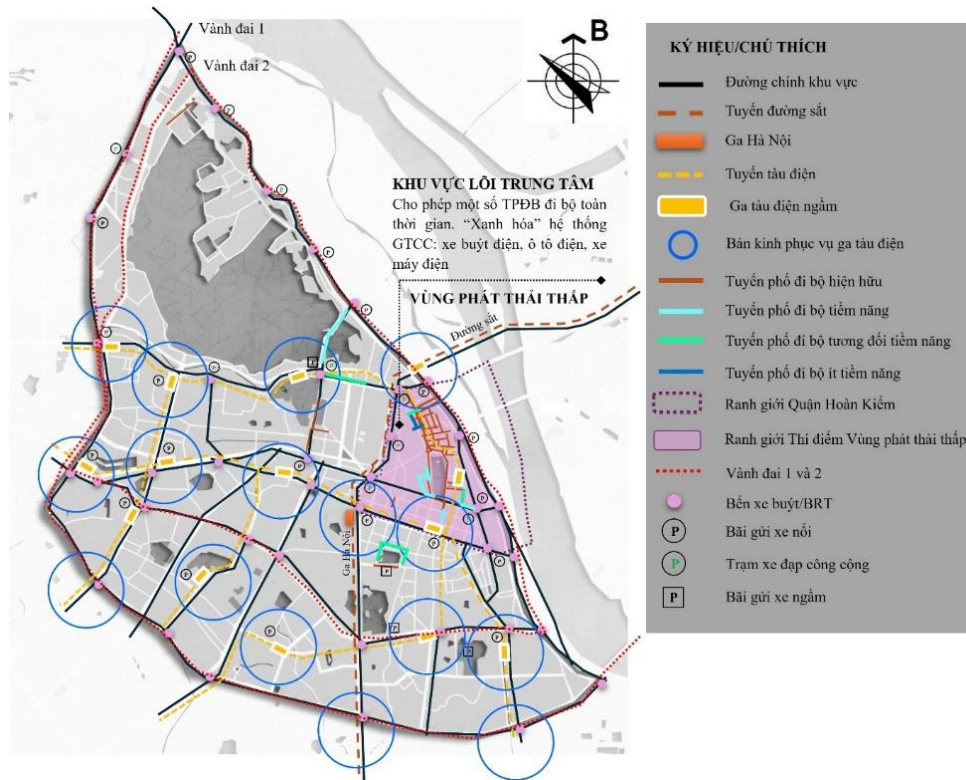 Vành đai 1
Vành đai 2
B
KHU VỰC LÕI TRUNG TÂM
Cho phép một số TPĐB đi bộ toàn
thời gian. “Xanh hóa” hệ thống
GTCC: xe buýt điện, ô tô điện, xe
máy điện
VÙNG PHÁT THẢI THẤP
Đường sắt
Ga Hà Nội
KÝ HIỆU/CHÚ THÍCH
Đường chính khu vực
Tuyến đường sắt
Ga Hà Nội
Tuyến tàu điện
Ga tàu điện ngầm
Bán kính phục vụ ga tàu điện
Tuyến phố đi bộ hiện hữu
Tuyến phố đi bộ tiềm năng
Tuyến phố đi bộ tương đối tiềm năng
Tuyến phố đi bộ ít tiềm năng
Ranh giới Quận Hoàn Kiếm
Ranh giới Thí điểm Vùng phát thải thấp
Vành đai 1 và 2
Bến xe buýt/BRT
P Bãi gửi xe nổi
P Trạm xe đạp công cộng
P Bãi gửi xe ngầm